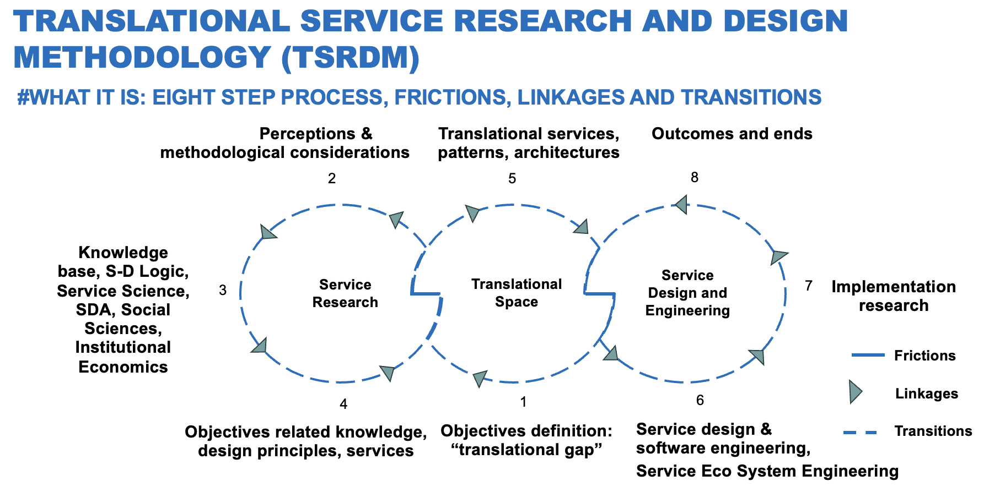 TRANSLATIONAL SERVICE RESEARCH AND DESIGN
METHODOLOGY (TSRDM)
#WHAT IT IS: EIGHT STEP PROCESS, FRICTIONS, LINKAGES AND TRANSITIONS
Perceptions &
methodological considerations
2
Translational services,
patterns, architectures
5
Outcomes and ends
8
Knowledge
base, S-D Logic,
Service Science,
SDA, Social
Sciences,
Institutional
Economics
3
Service
Research
Translational
Space
Service
Design and
Engineering
7
Implementation
research
4
Objectives related knowledge,
design principles, services
1
Objectives definition:
“translational gap”
6
Service design &
software engineering,
Service Eco System Engineering
Frictions
Linkages
Transitions